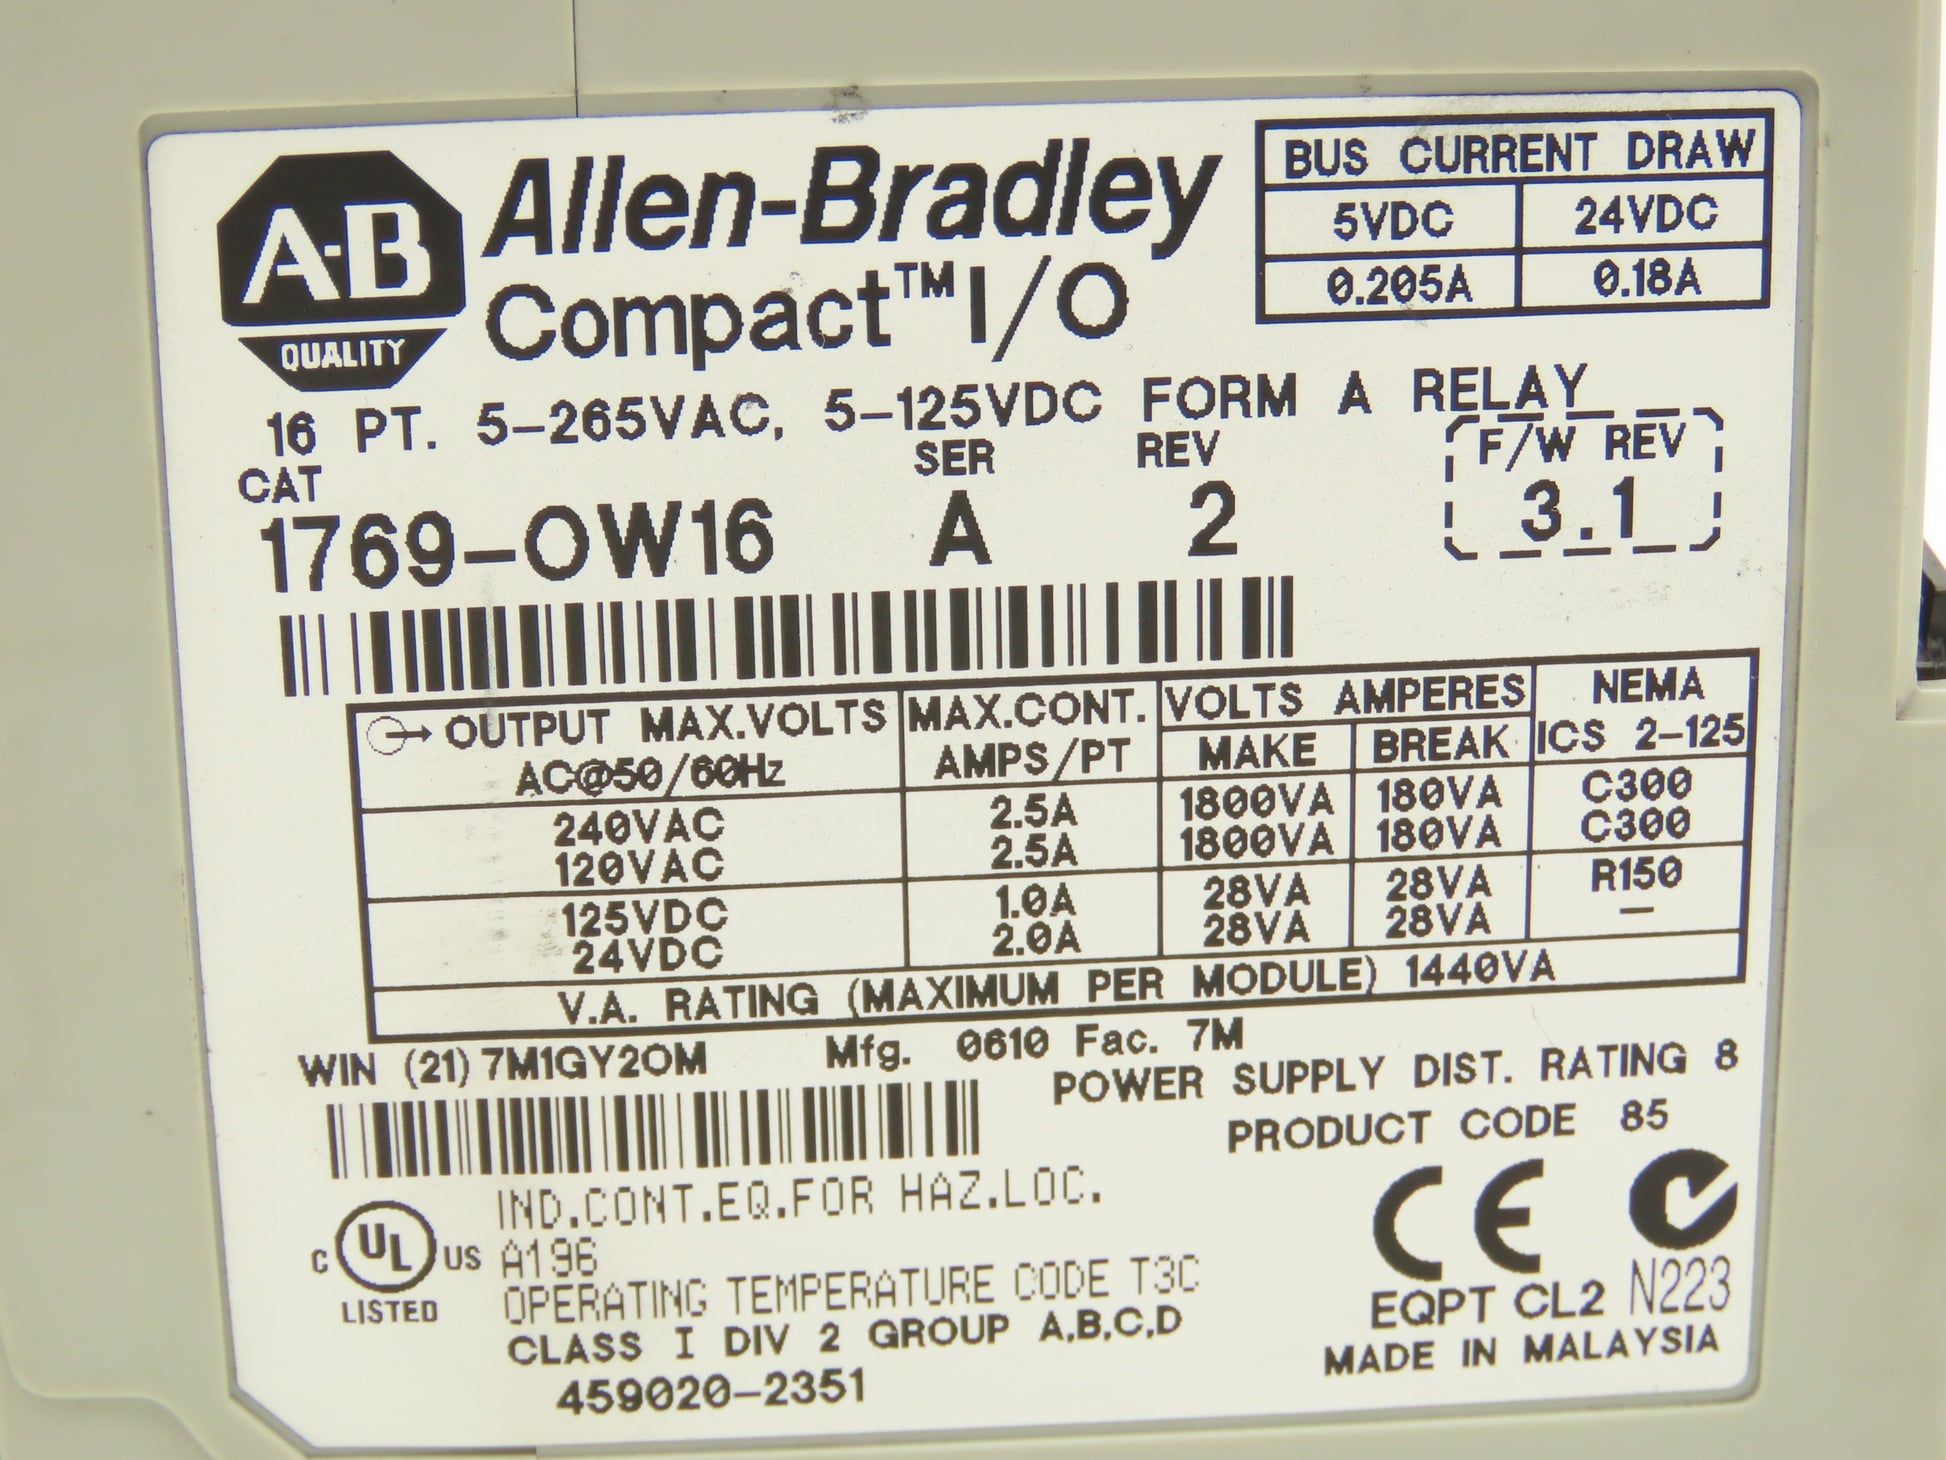 A-B
QUALITY
Allen-Bradley
Compact™ I/O
BUS CURRENT DRAW
5VDC 24VDC
0.205A 0.18A
16 PT. 5-265VAC, 5-125VDC FORM A RELAY
CAT SER REV F/W REV
1769-OW16 A 2 3.1
OUTPUT MAX.VOLTS MAX.CONT. VOLTS AMPERES NEMA
AC@50/60Hz AMPS/PT MAKE BREAK ICS 2-125
240VAC 2.5A 1800VA 180VA C300
120VAC 2.5A 1800VA 180VA C300
125VDC 1.0A 28VA 28VA R150
24VDC 2.0A 28VA 28VA —
V.A. RATING (MAXIMUM PER MODULE) 1440VA
WIN (21) 7M1GY2OM Mfg. 0610 Fac. 7M
POWER SUPPLY DIST. RATING 8
PRODUCT CODE 85
C UL US
LISTED
IND.CONT.EQ.FOR HAZ.LOC.
A196
OPERATING TEMPERATURE CODE T3C
CLASS I DIV 2 GROUP A,B,C,D
459020-2351
CE
EQPT CL2 N223
MADE IN MALAYSIA